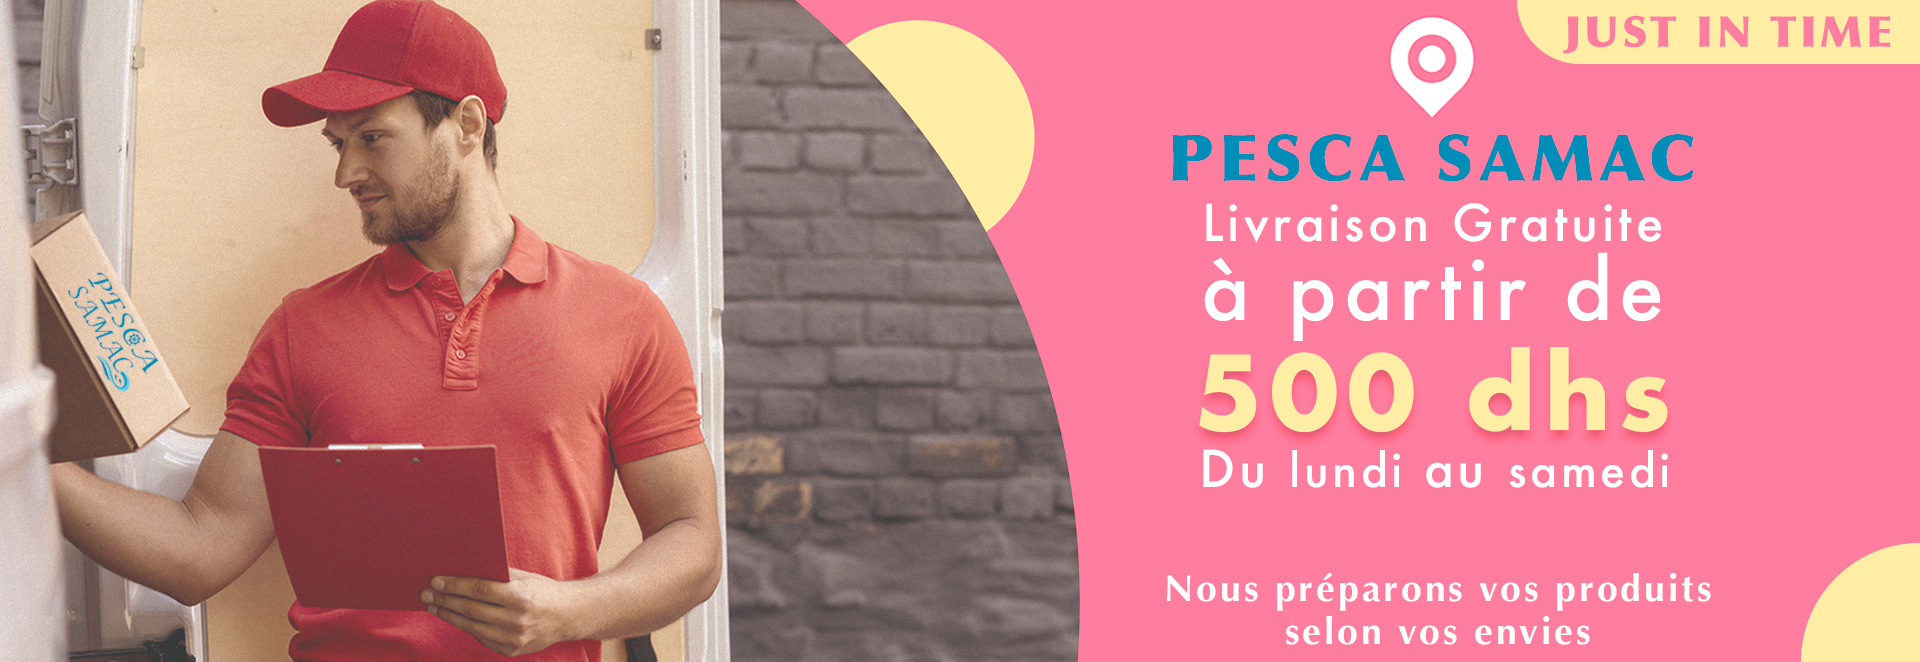 JUST IN TIME
PESCA SAMAC
Livraison Gratuite
à partir de
500 dhs
Du lundi au samedi
Nous préparons vos produits
selon vos envies
PESCA
SAMAC